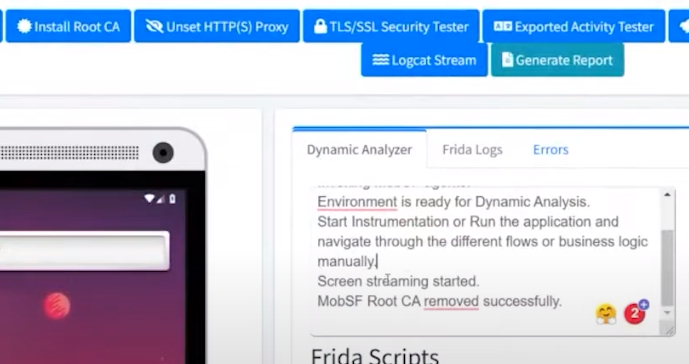 Install Root CA
Unset HTTP(S) Proxy
TLS/SSL Security Tester
Exported Activity Tester
Logcat Stream
Generate Report
Dynamic Analyzer
Frida Logs
Errors
Environment is ready for Dynamic Analysis.
Start Instrumentation or Run the application and
navigate through the different flows or business logic
manually.
Screen streaming started.
MobSF Root CA removed successfully.
2
Frida Scripts